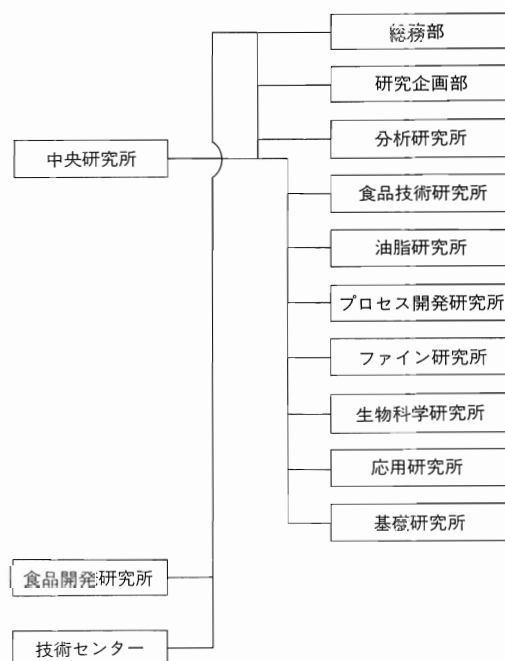 総務部
研究企画部
分析研究所
中央研究所
食品技術研究所
油脂研究所
プロセス開発研究所
ファイン研究所
生物科学研究所
応用研究所
基礎研究所
食品開発研究所
技術センター